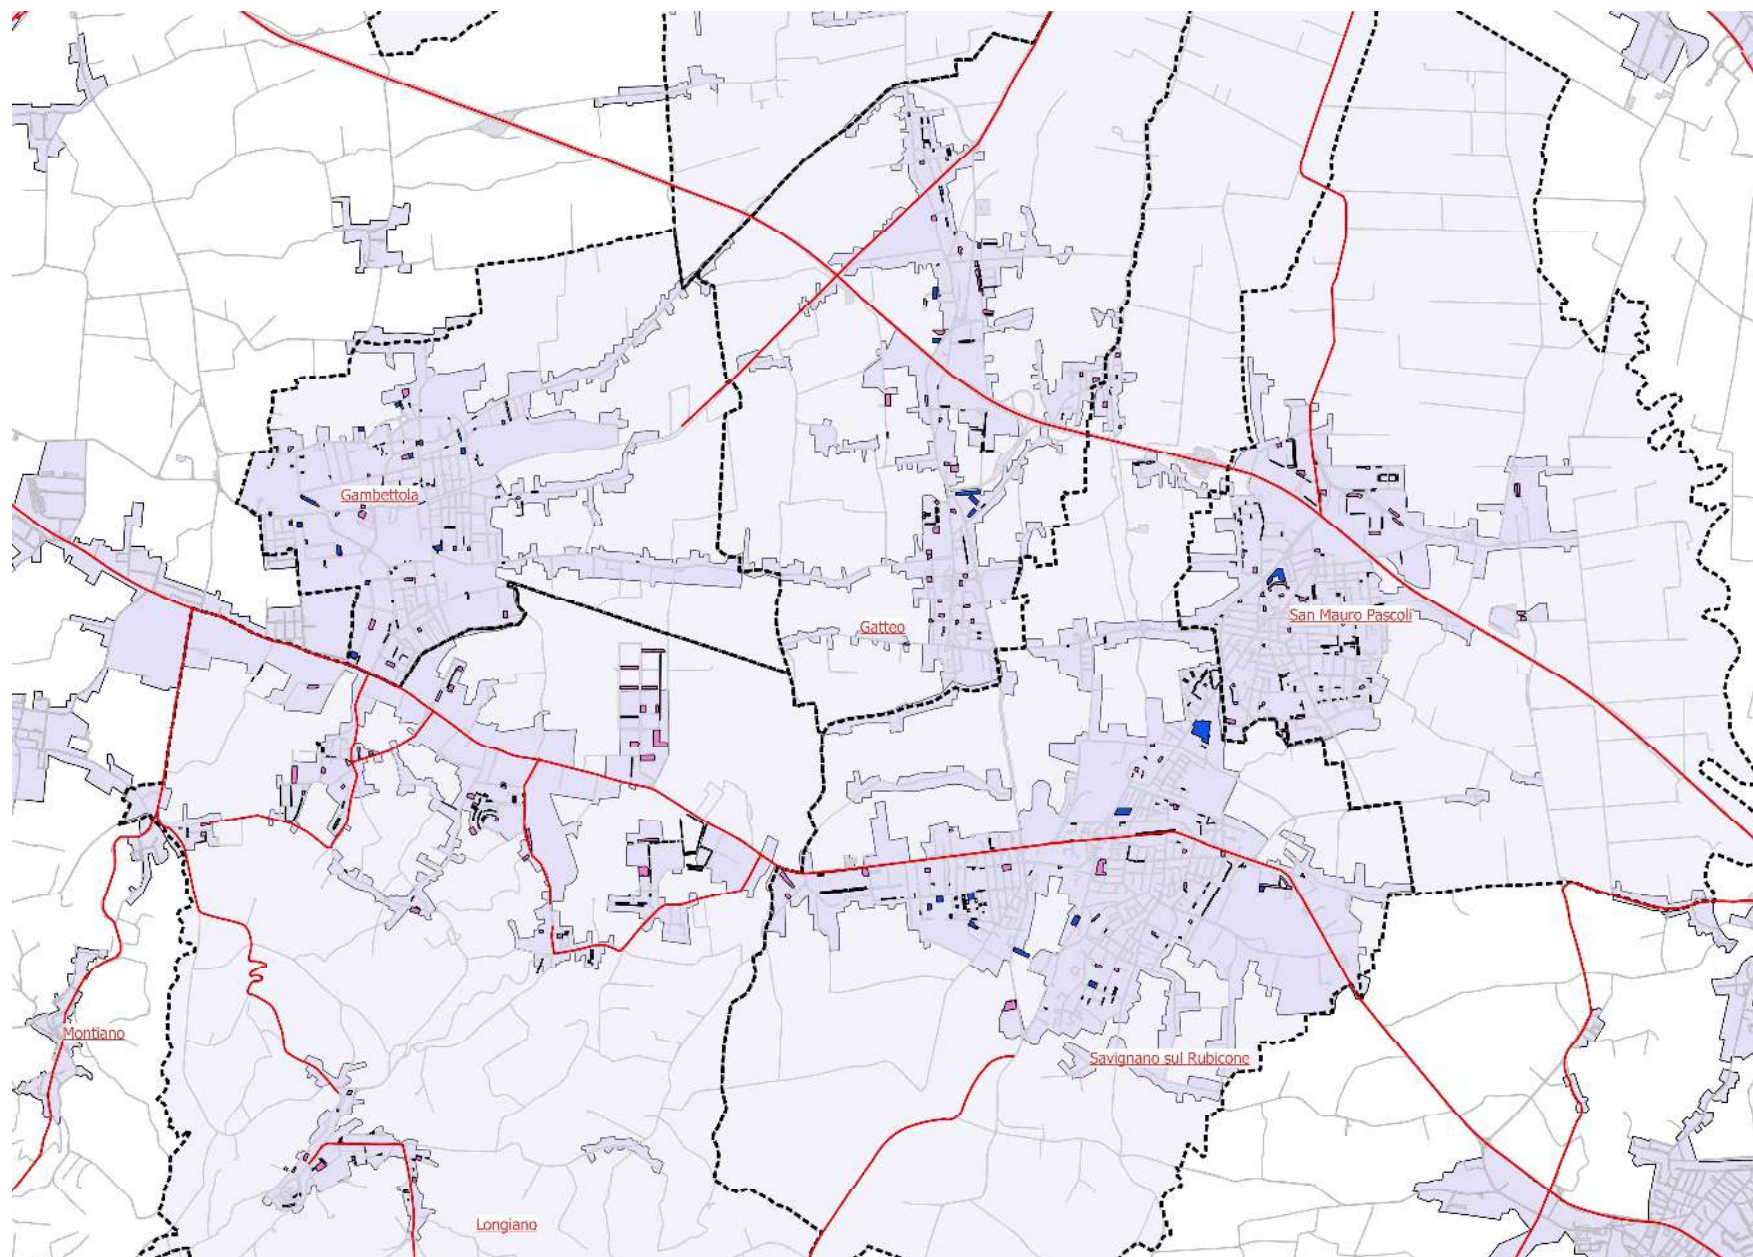 Gambettola
San Mauro Pascoli
Gatteo
Montiano
Savignano sul Rubicone
Longiano